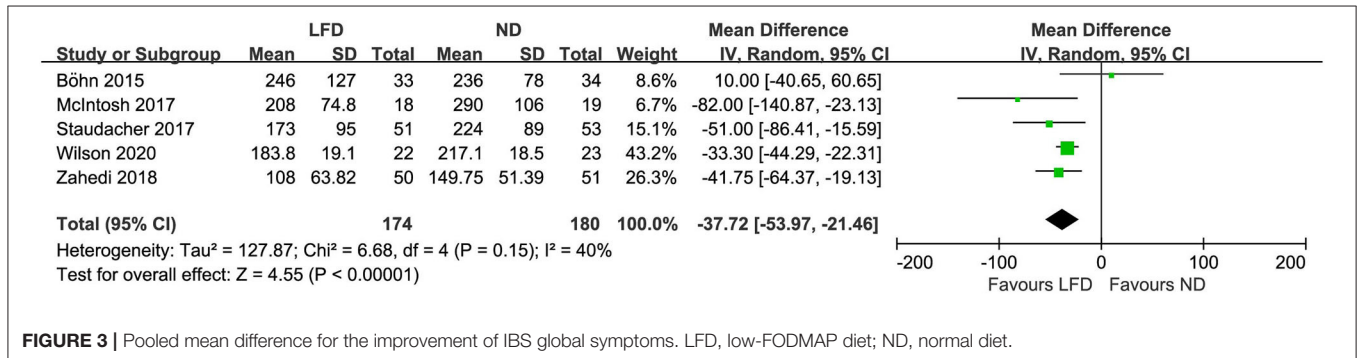 LFD ND Mean Difference Mean Difference
Study or Subgroup Mean SD Total Mean SD Total Weight IV, Random, 95% CI IV, Random, 95% CI
Böhn 2015 246 127 33 236 78 34 8.6% 10.00 [-40.65, 60.65]
McIntosh 2017 208 74.8 18 290 106 19 6.7% -82.00 [-140.87, -23.13]
Staudacher 2017 173 95 51 224 89 53 15.1% -51.00 [-86.41, -15.59]
Wilson 2020 183.8 19.1 22 217.1 18.5 23 43.2% -33.30 [-44.29, -22.31]
Zahedi 2018 108 63.82 50 149.75 51.39 51 26.3% -41.75 [-64.37, -19.13]
Total (95% CI) 174 180 100.0% -37.72 [-53.97, -21.46]
Heterogeneity: Tau² = 127.87; Chi² = 6.68, df = 4 (P = 0.15); I² = 40%
Test for overall effect: Z = 4.55 (P < 0.00001)
-200 -100 0 100 200
Favours LFD Favours ND
FIGURE 3 | Pooled mean difference for the improvement of IBS global symptoms. LFD, low-FODMAP diet; ND, normal diet.